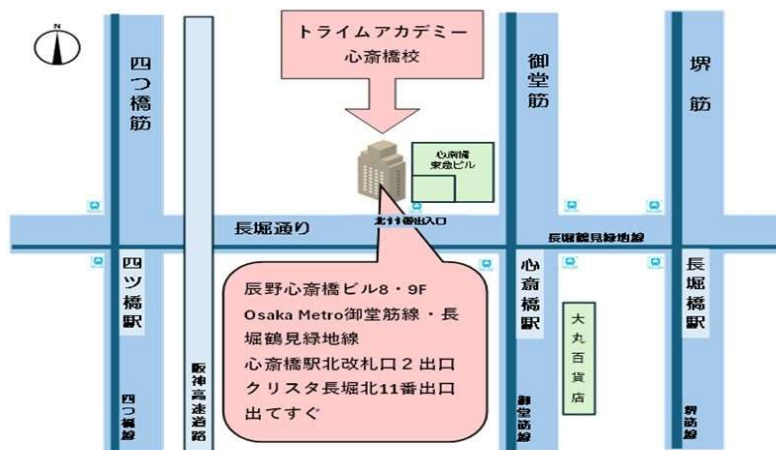 N
トライムアカデミー
心斎橋校
四つ橋筋
御堂筋
堺筋
心斎橋
東急ビル
北11番出入口
長堀通り
長堀鶴見緑地線
四ツ橋駅
心斎橋駅
長堀橋駅
辰野心斎橋ビル8・9F
Osaka Metro御堂筋線・長
堀鶴見緑地線
心斎橋駅北改札口２出口
クリスタ長堀北11番出口
出てすぐ
大丸百貨店
阪神高速道路
四つ橋線
御堂筋線
堺筋線